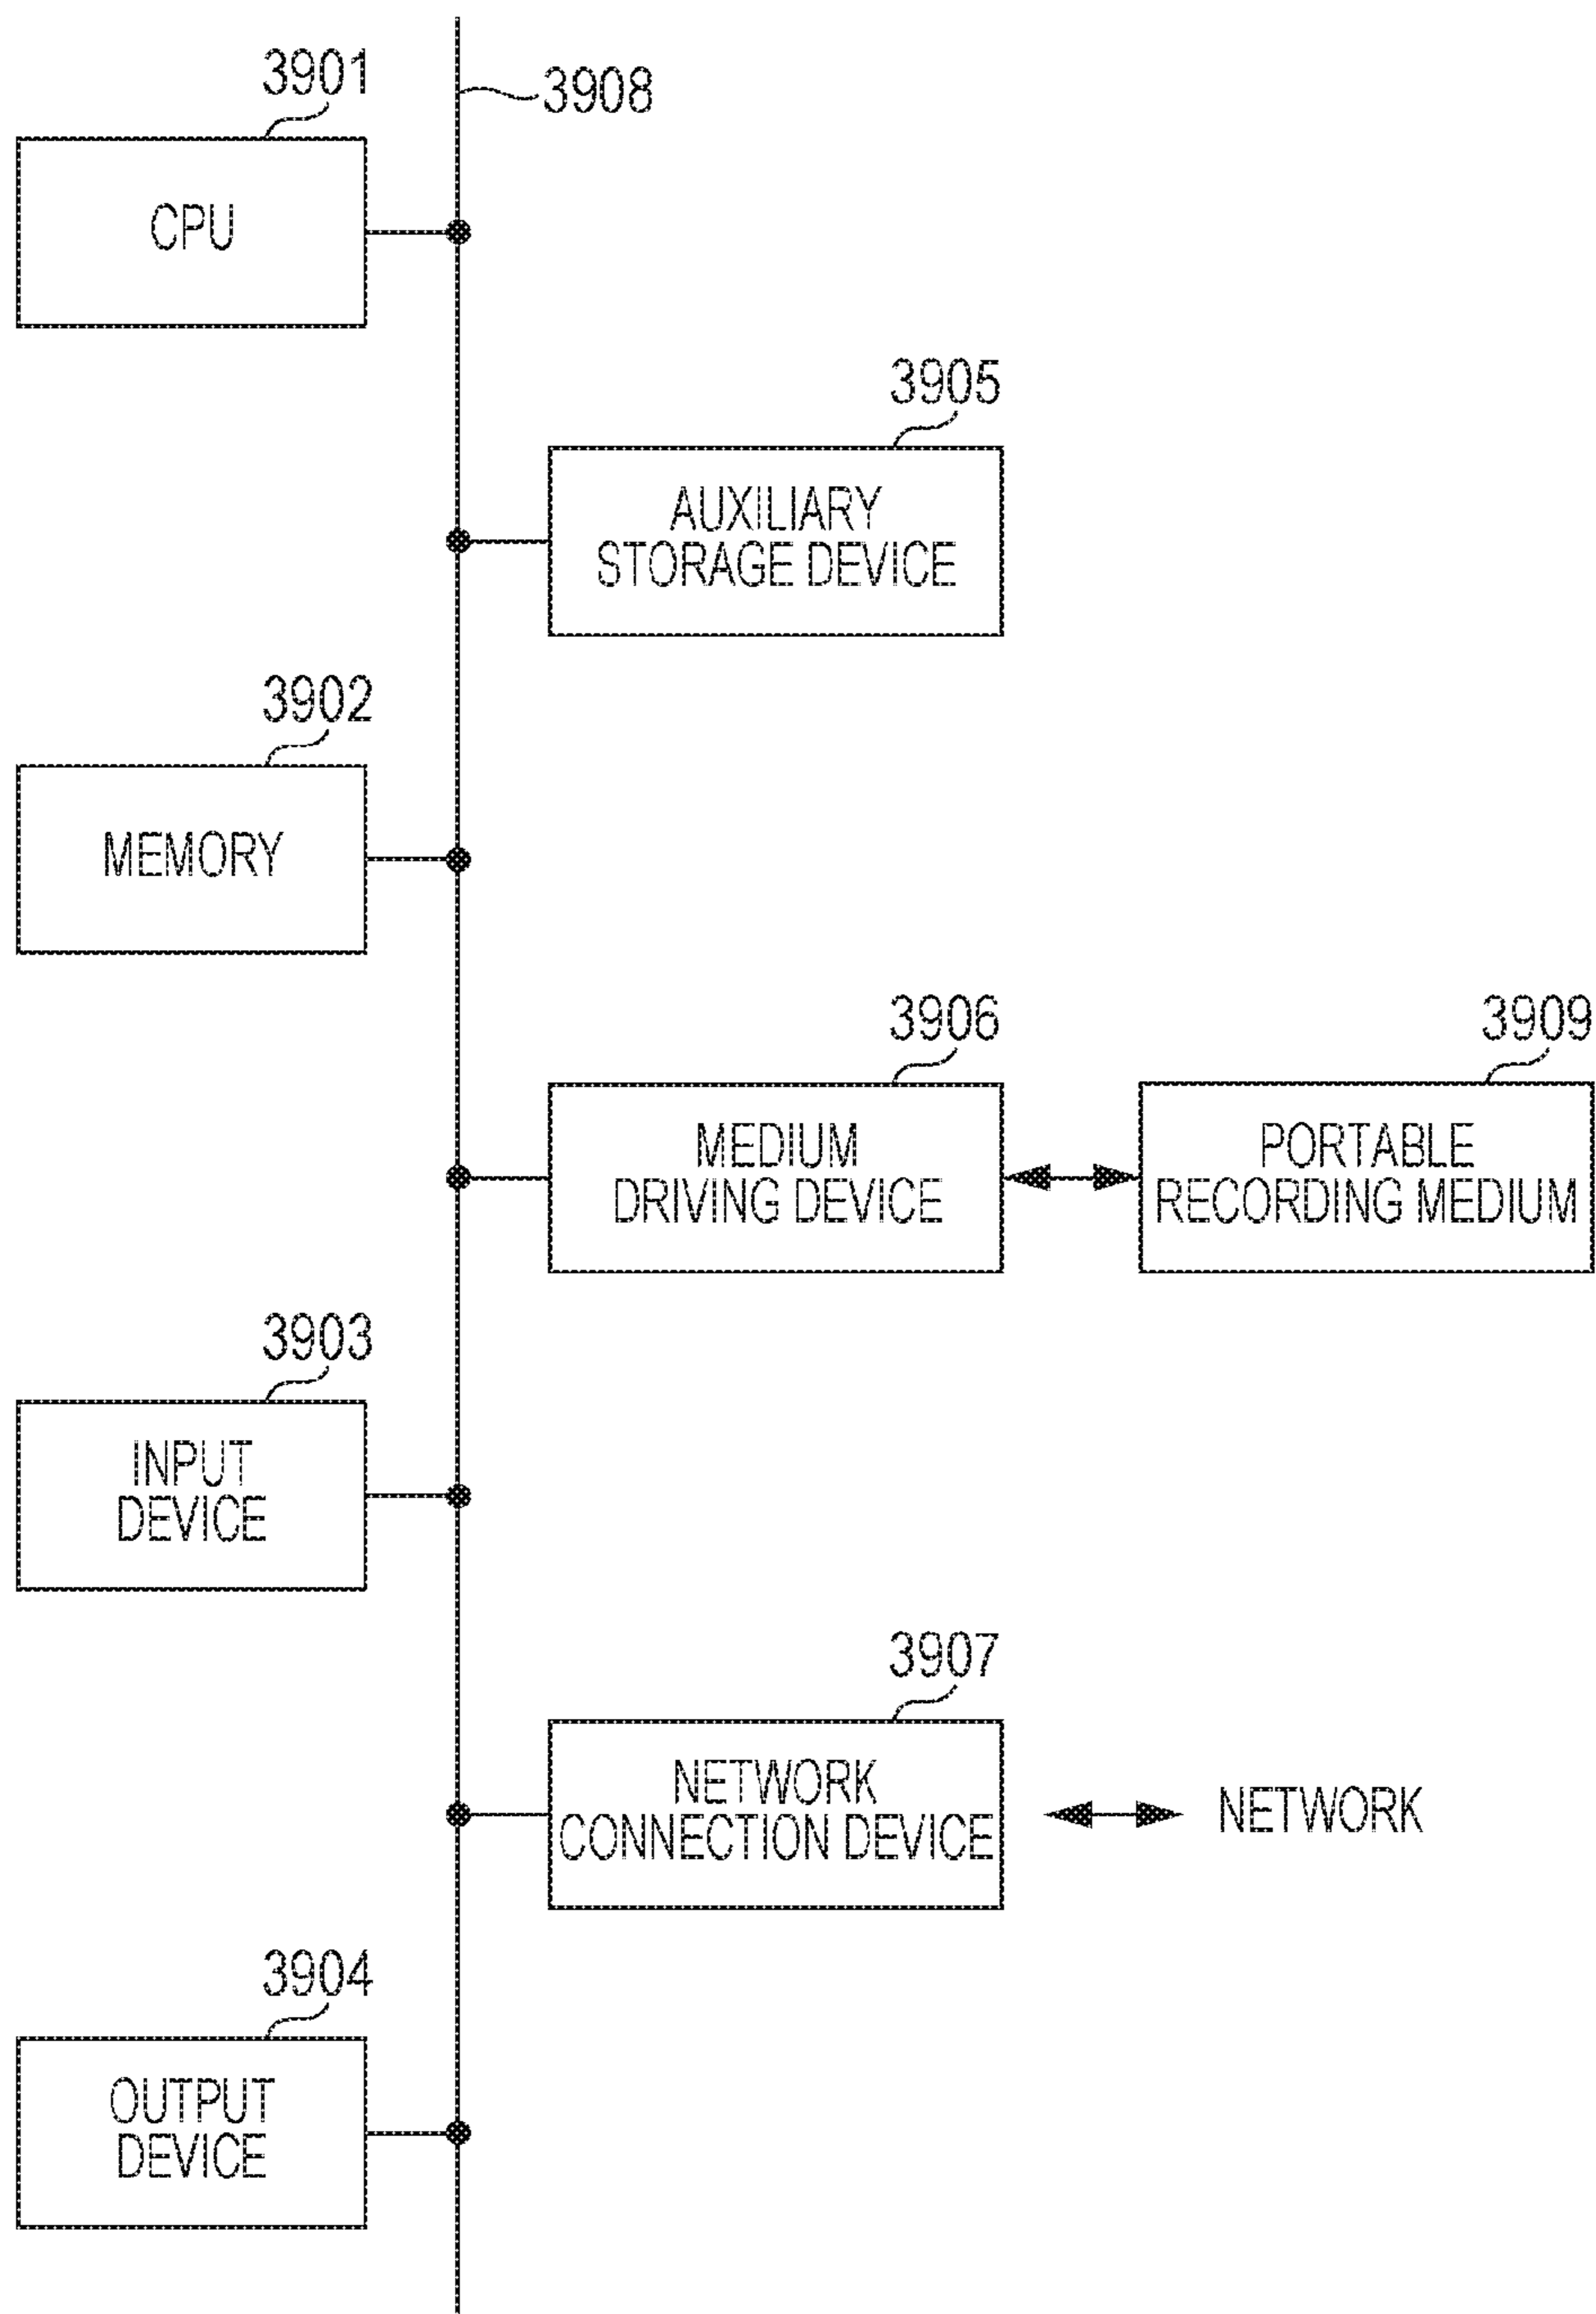 3901
3908
CPU
3905
AUXILIARY
STORAGE DEVICE
3902
MEMORY
3906
3909
MEDIUM
DRIVING DEVICE
PORTABLE
RECORDING MEDIUM
3903
INPUT
DEVICE
3907
NETWORK
CONNECTION DEVICE
NETWORK
3904
OUTPUT
DEVICE